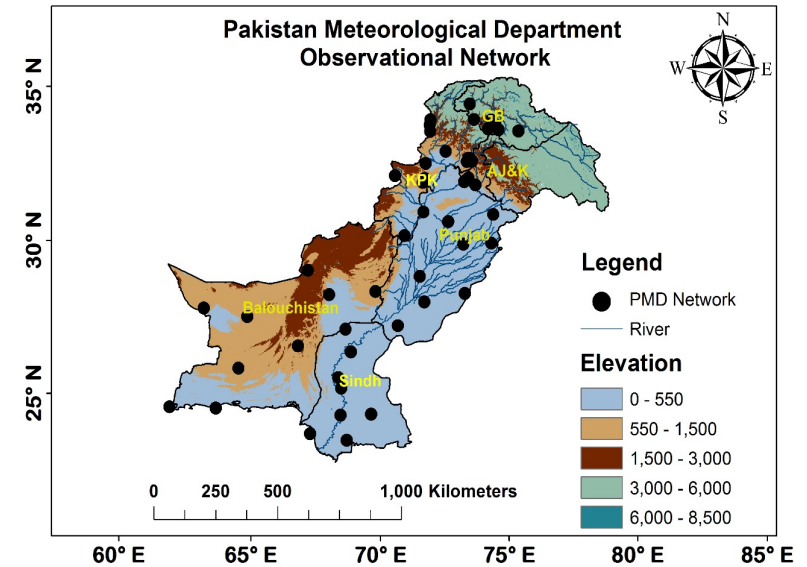 Pakistan Meteorological Department
Observational Network
N
W E
S
35° N
30° N
25° N
GB
AJ&K
KPK
Punjab
Balouchistan
Sindh
Legend
PMD Network
River
Elevation
0 - 550
550 - 1,500
1,500 - 3,000
3,000 - 6,000
6,000 - 8,500
0 250 500 1,000 Kilometers
60° E 65° E 70° E 75° E 80° E 85° E